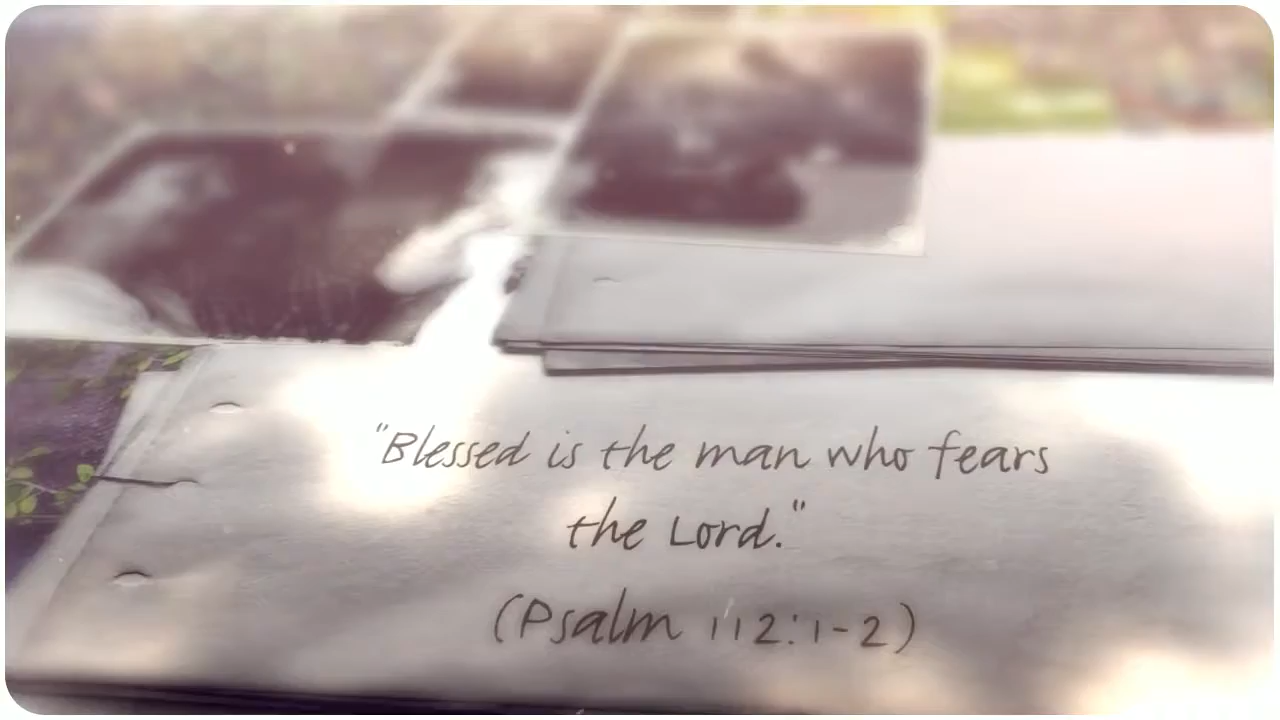 "Blessed is the man who fears
the Lord."
(Psalm 112:1-2)